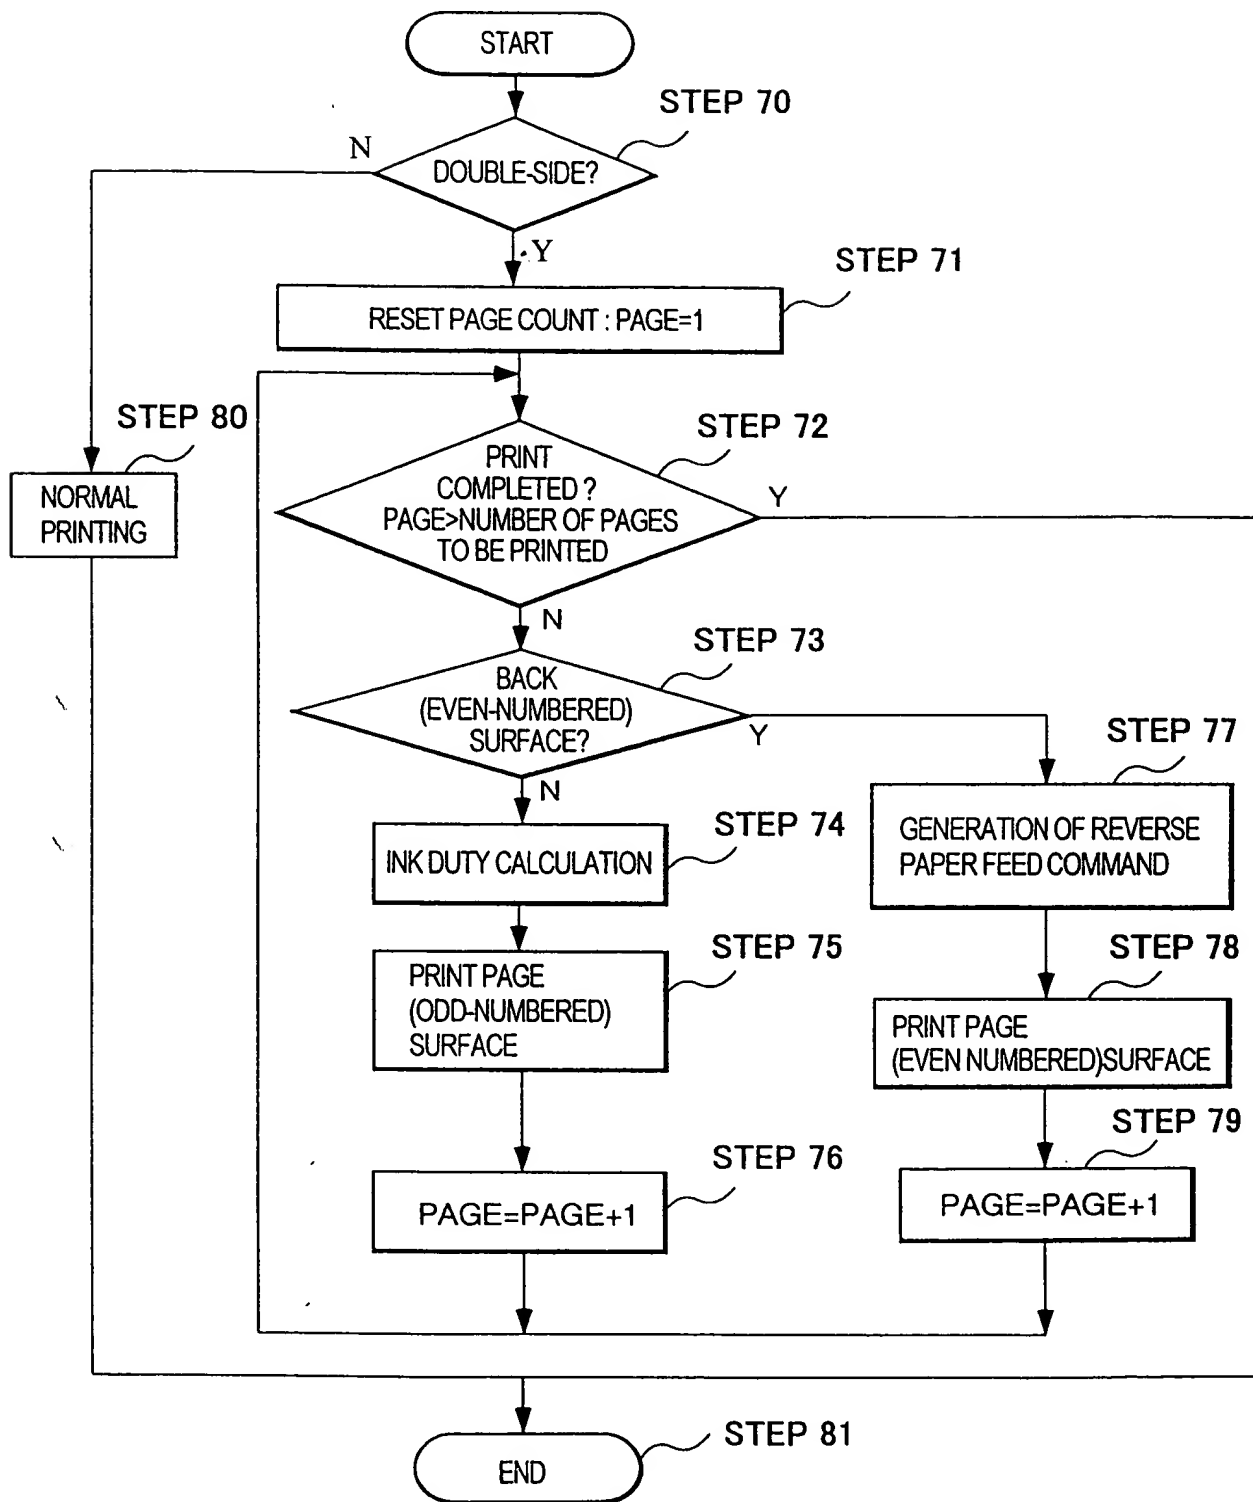 START
STEP 70
N
DOUBLE-SIDE?
Y
STEP 71
RESET PAGE COUNT : PAGE=1
STEP 80
NORMAL
PRINTING
STEP 72
PRINT
COMPLETED ?
PAGE>NUMBER OF PAGES
TO BE PRINTED
Y
N
STEP 73
BACK
(EVEN-NUMBERED)
SURFACE?
Y
N
STEP 77
GENERATION OF REVERSE
PAPER FEED COMMAND
STEP 74
INK DUTY CALCULATION
STEP 75
PRINT PAGE
(ODD-NUMBERED)
SURFACE
STEP 78
PRINT PAGE
(EVEN NUMBERED)SURFACE
STEP 76
PAGE=PAGE+1
STEP 79
PAGE=PAGE+1
STEP 81
END